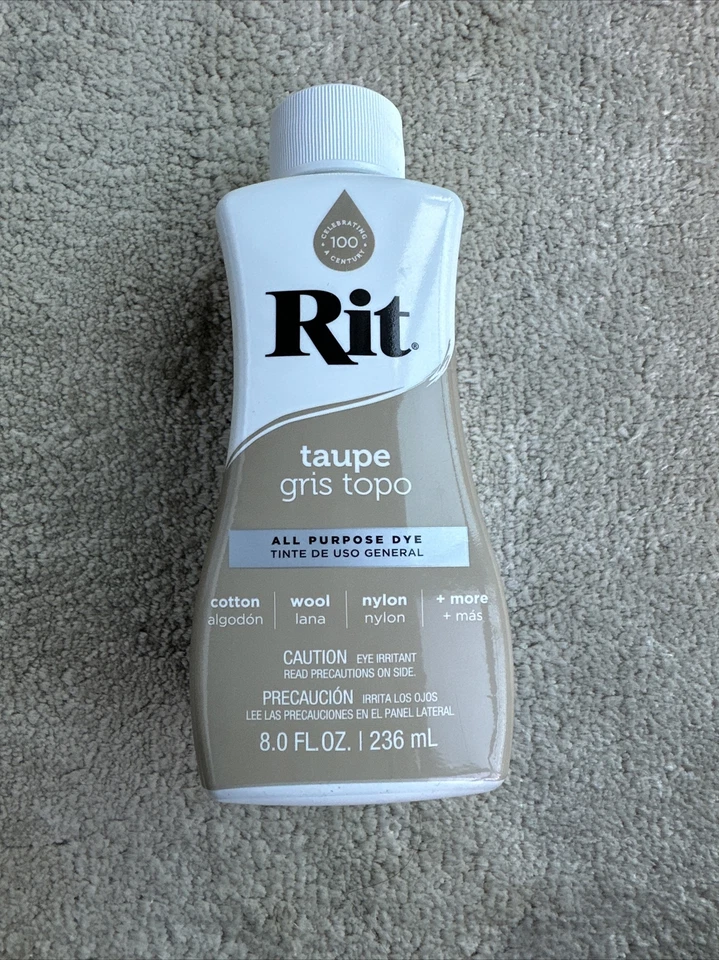 CELEBRATING
100
A CENTURY
Rit®
taupe
gris topo
ALL PURPOSE DYE
TINTE DE USO GENERAL
cotton | wool | nylon | + more
algodón | lana | nylon | + más
CAUTION EYE IRRITANT
READ PRECAUTIONS ON SIDE.
PRECAUCIÓN IRRITA LOS OJOS
LEE LAS PRECAUCIONES EN EL PANEL LATERAL
8.0 FL.OZ. | 236 mL